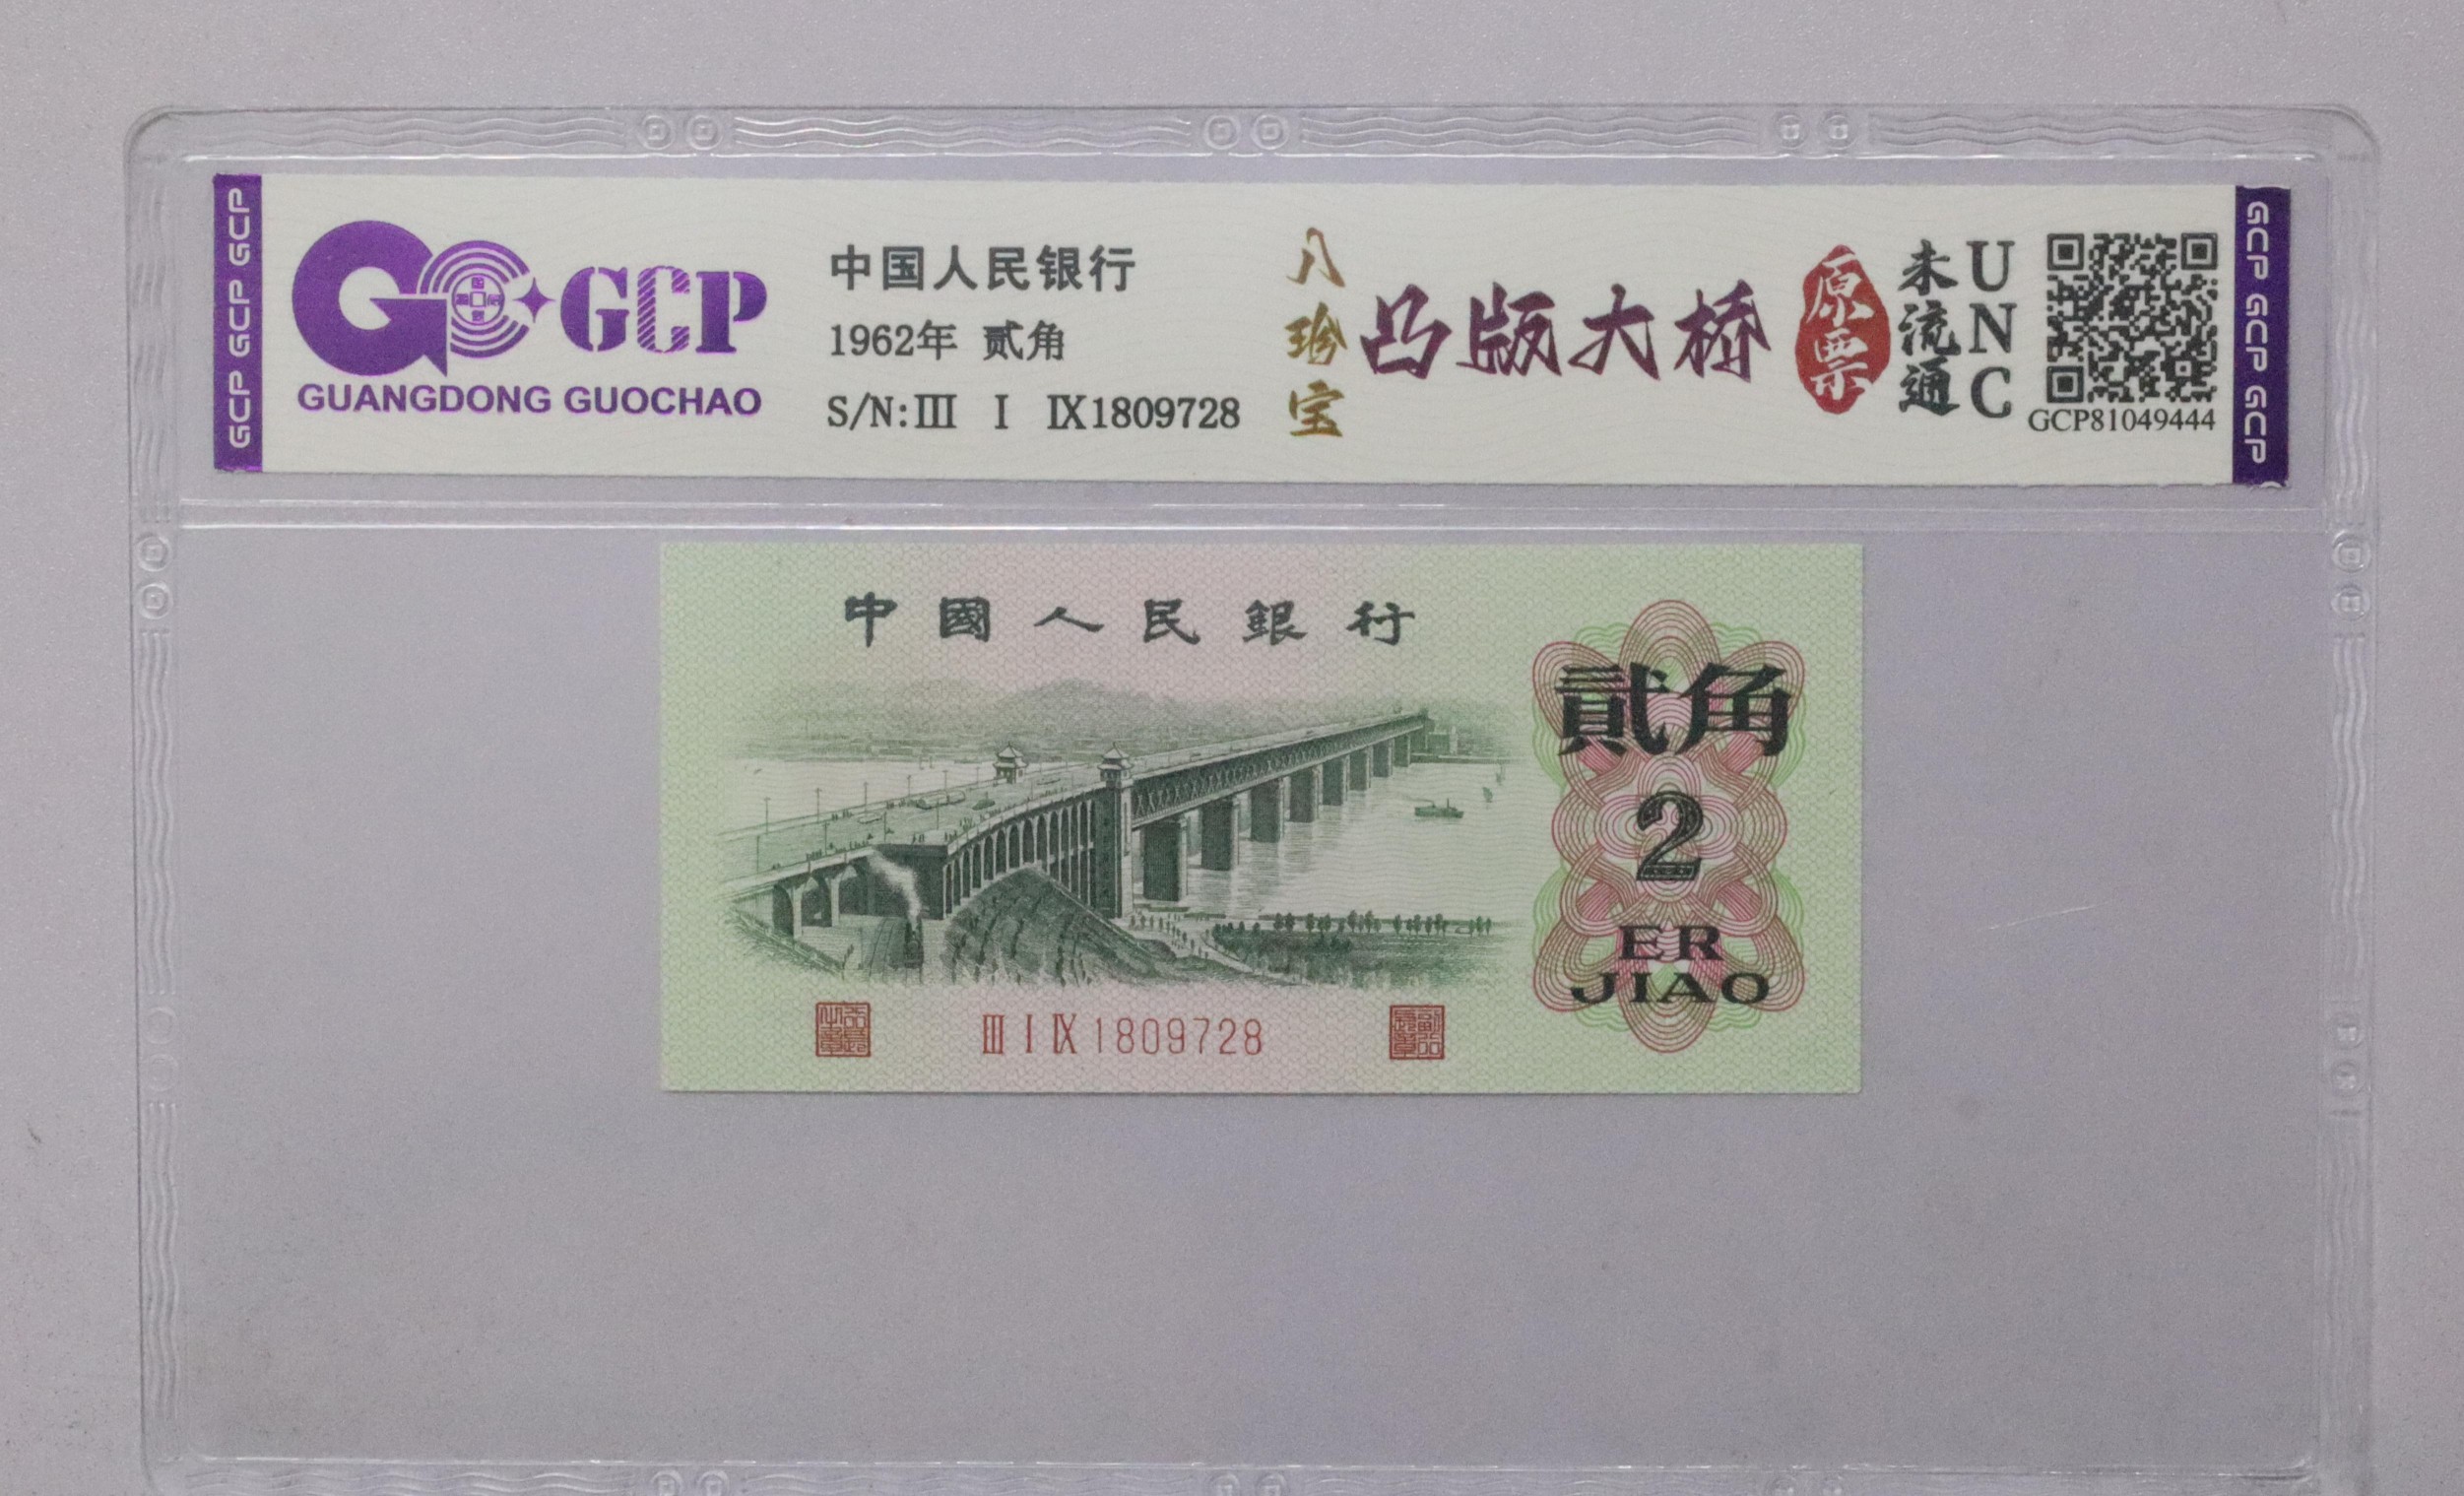 GCP GCP GCP
GCP
GUANGDONG GUOCHAO
中国人民银行
1962年 贰角
S/N:Ⅲ Ⅰ Ⅸ1809728
八珍宝
凸版大桥
原票
未流通
UNC
GCP81049444
GCP GCP GCP
中國人民銀行
貳角
2
ER
JIAO
Ⅲ Ⅰ Ⅸ 1809728